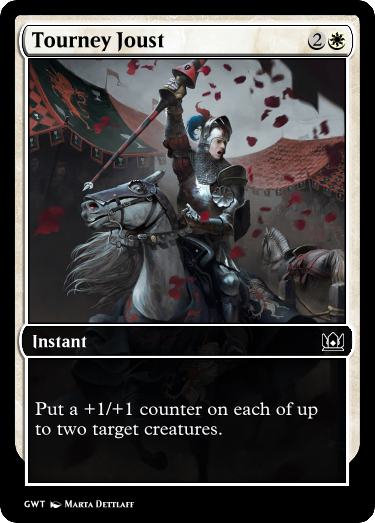 Tourney Joust 2
Instant
Put a +1/+1 counter on each of up
to two target creatures.
GWT Marta Dettlaff